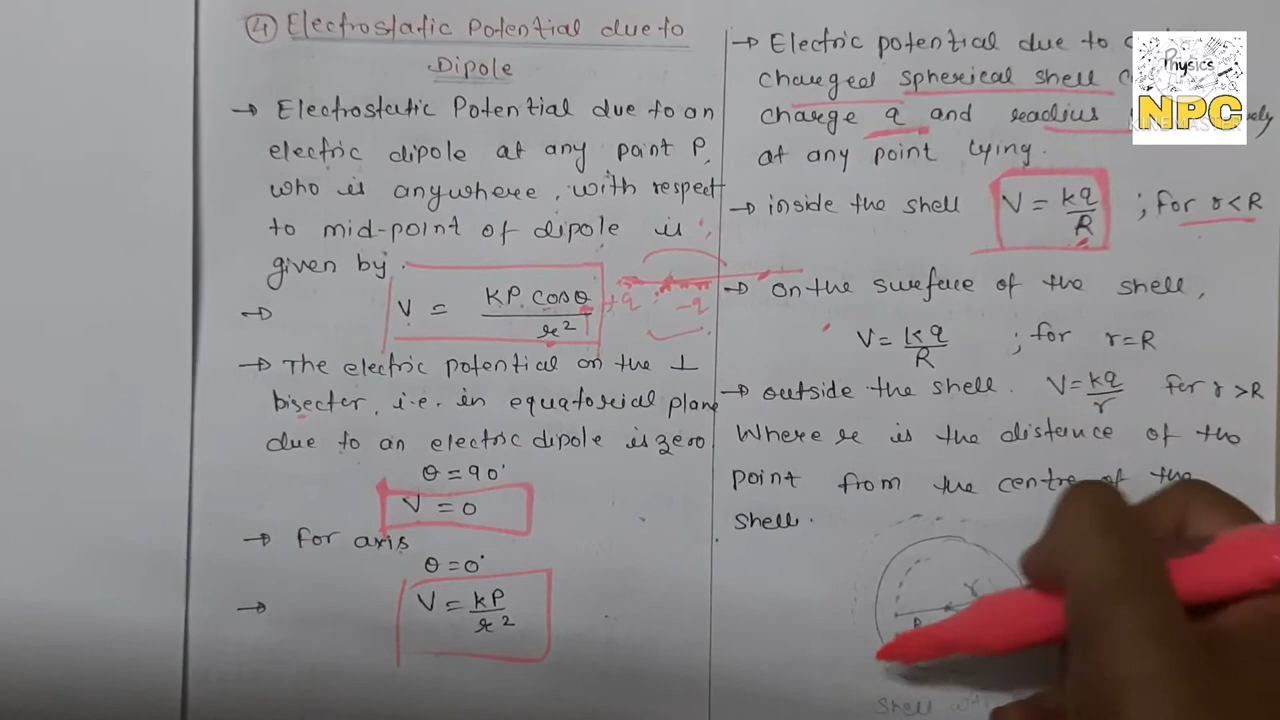 ④ Electrostatic Potential due to
Dipole
→ Electrostatic Potential due to an
electric dipole at any point P,
who is anywhere, with respect
to mid-point of dipole is
given by.
⇒ V = KP cosθ / r²
+q -q
→ The electric potential on the ⊥
bisecter, i.e. in equatorial plane
due to an electric dipole is zero
θ = 90°
V = 0
→ for axis
θ = 0°
→ V = kP / r²
→ Electric potential due to
charged spherical shell
charge q and readius
at any point lying.
→ inside the shell V = kq / R ; for r < R
→ On the surface of the shell,
V = kq / R ; for r = R
→ outside the shell. V = kq / r for r > R
Where r is the distance of the
point from the centre of the
shell.
r
R
Shell
Physics
NPC